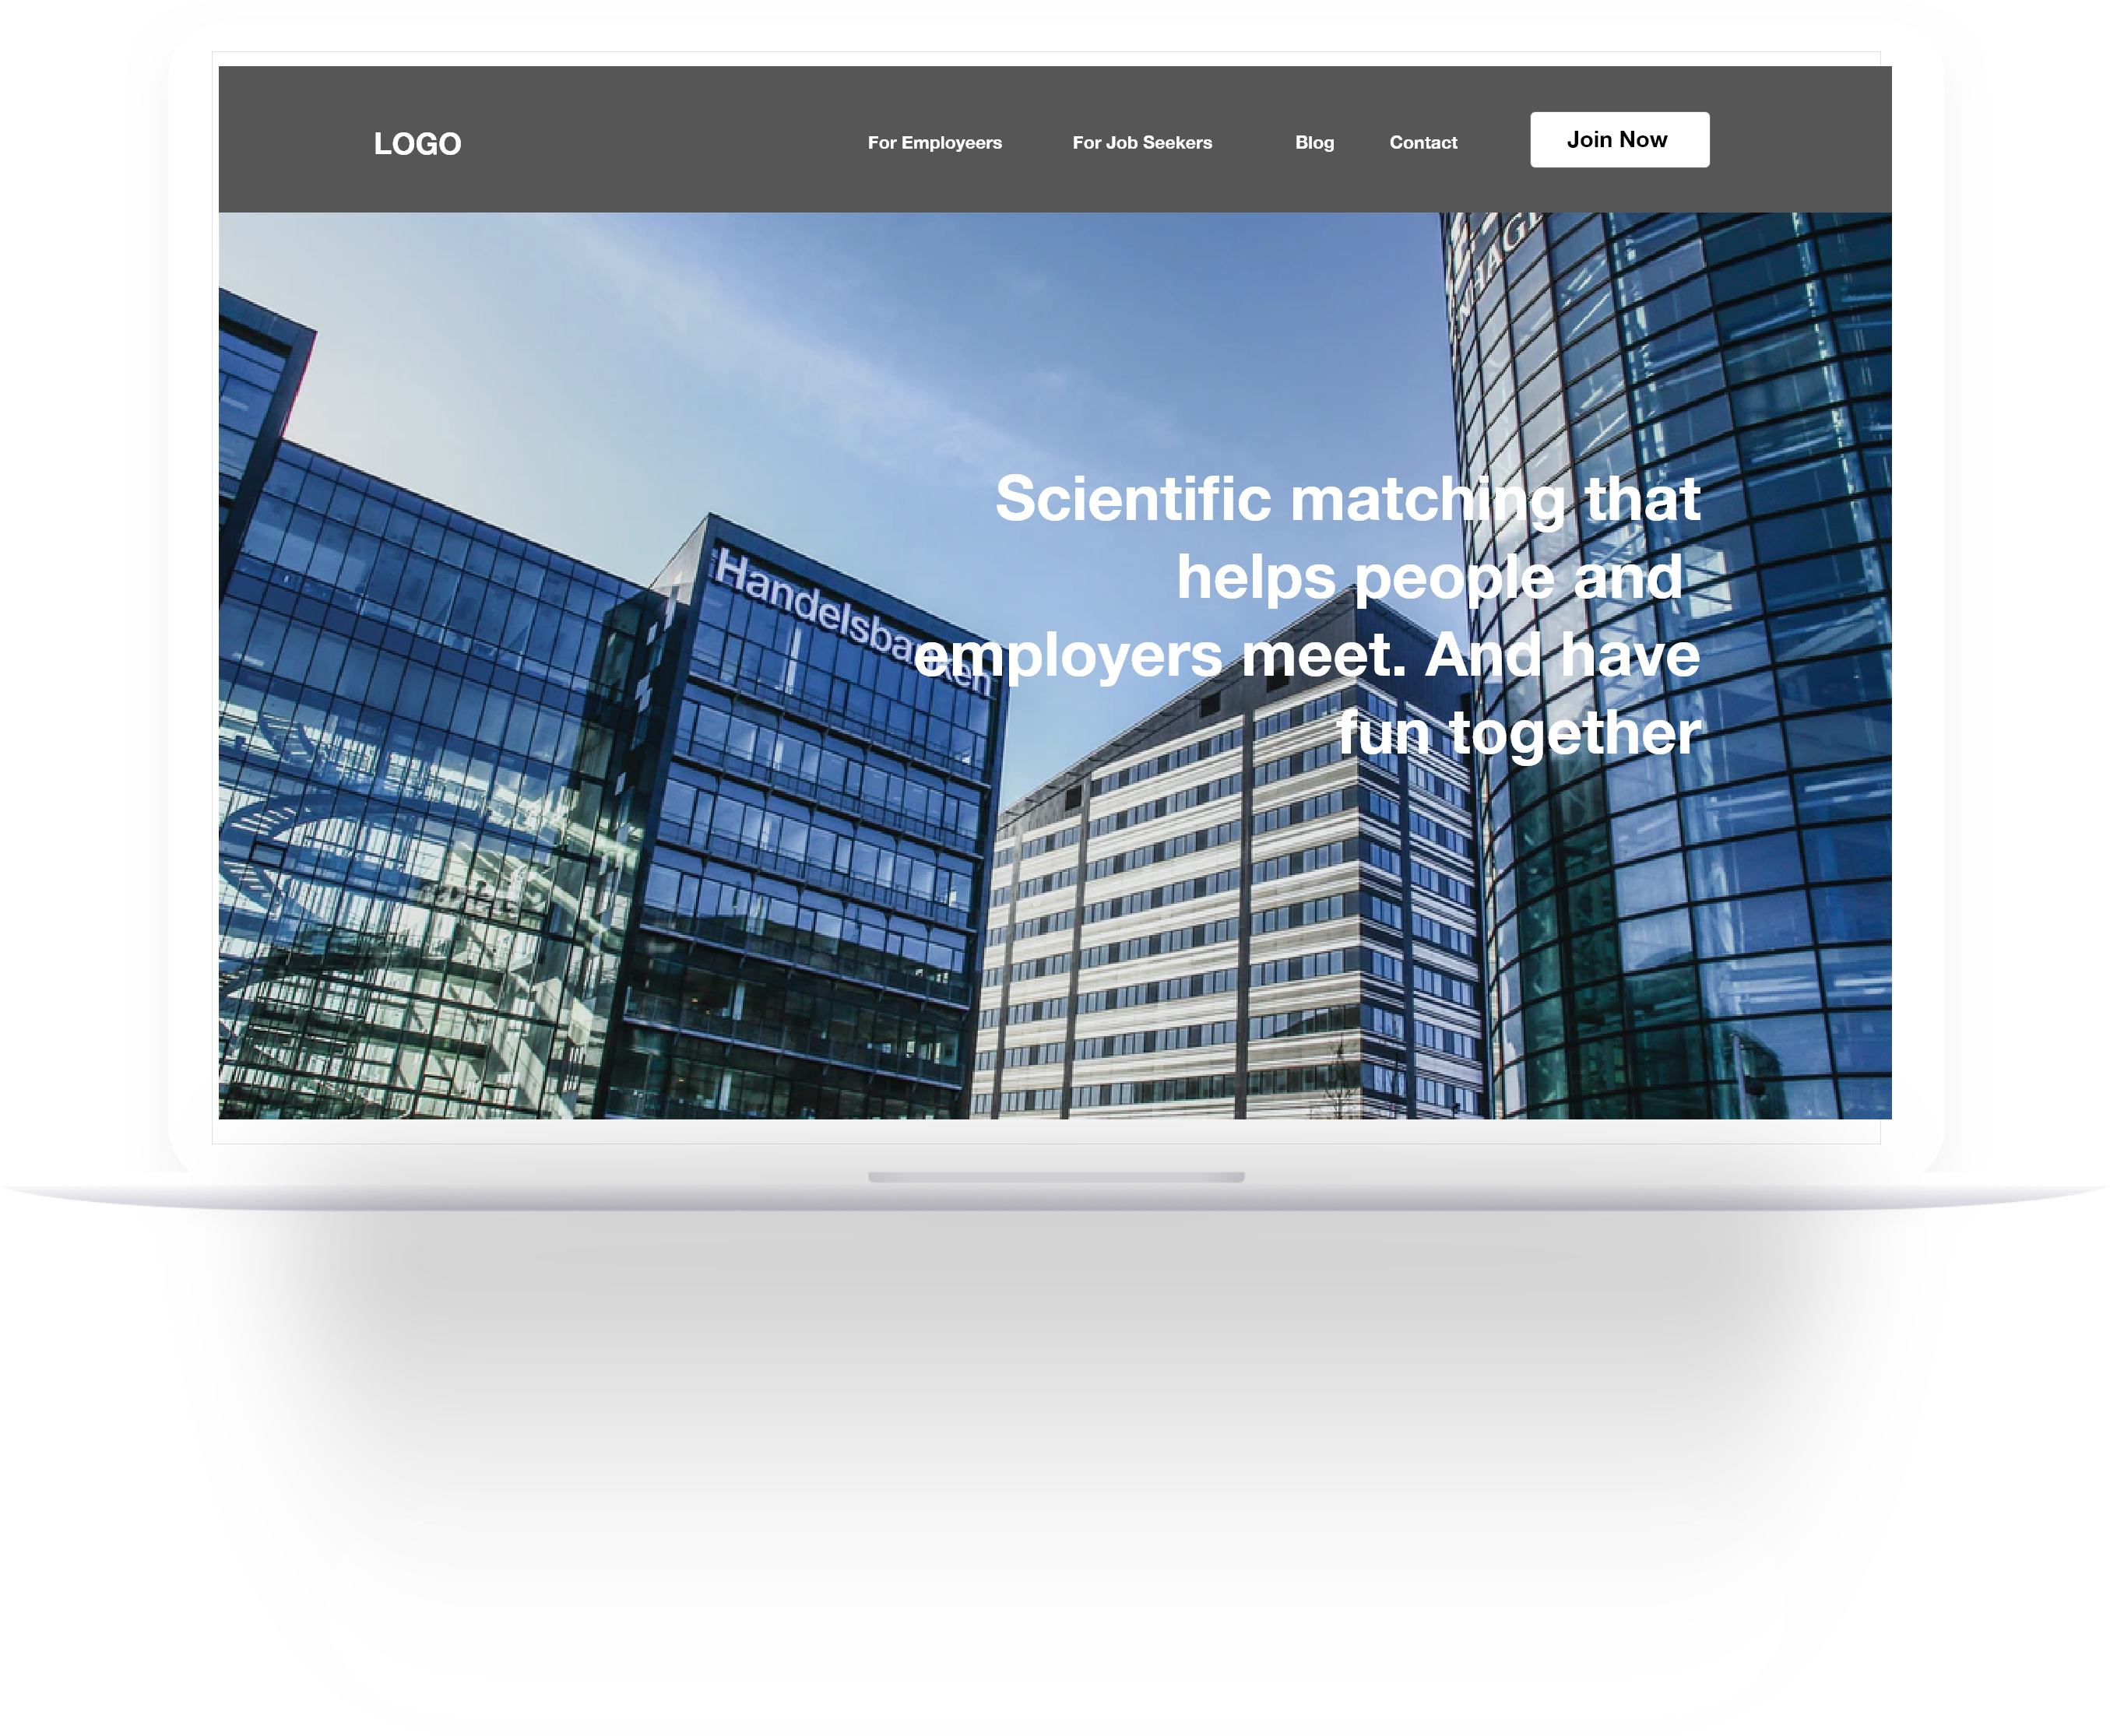 LOGO
For Employeers
For Job Seekers
Blog
Contact
Join Now
Scientific matching that
helps people and
employers meet. And have
fun together
Handelsbanken